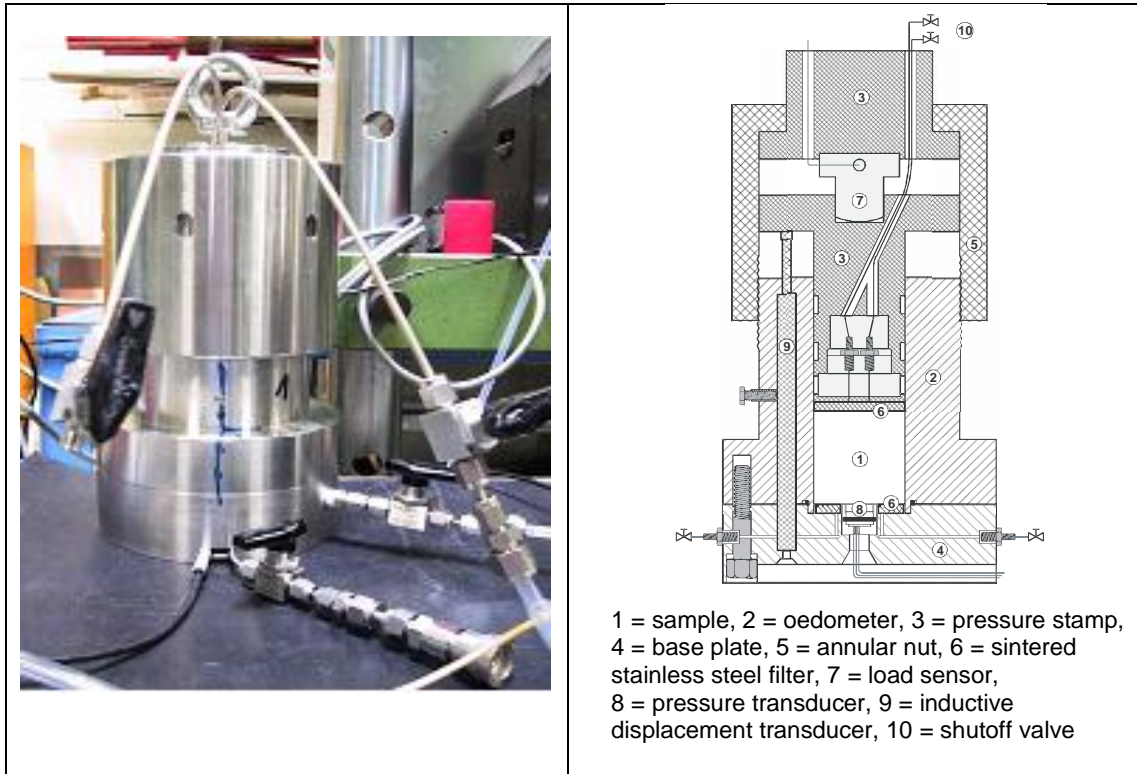 1
10
3
7
5
3
9
2
6
1
8
6
4
1 = sample, 2 = oedometer, 3 = pressure stamp,
4 = base plate, 5 = annular nut, 6 = sintered
stainless steel filter, 7 = load sensor,
8 = pressure transducer, 9 = inductive
displacement transducer, 10 = shutoff valve